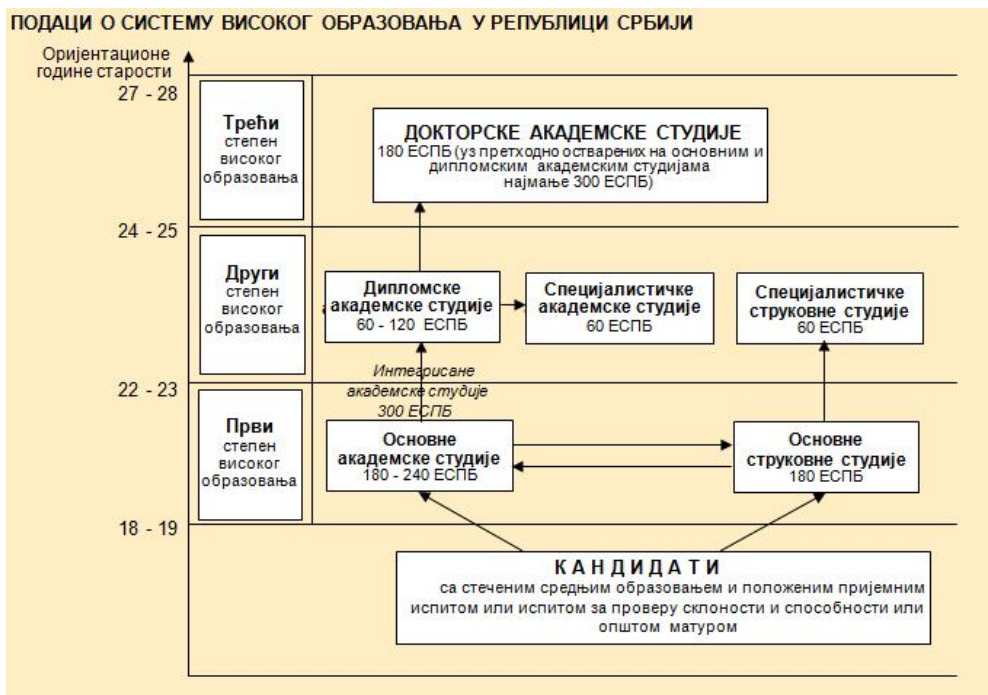 ПОДАЦИ О СИСТЕМУ ВИСОКОГ ОБРАЗОВАЊА У РЕПУБЛИЦИ СРБИЈИ
Оријентационе
године старости
27 - 28
Трећи
степен
високог
образовања
ДОКТОРСКЕ АКАДЕМСКЕ СТУДИЈЕ
180 ЕСПБ (уз претходно остварених на основним и
дипломским академским студијама
најмање 300 ЕСПБ)
24 - 25
Други
степен
високог
образовања
Дипломске
академске студије
60 - 120 ЕСПБ
Специјалистичке
академске студије
60 ЕСПБ
Специјалистичке
струковне студије
60 ЕСПБ
Интегрисане
академске студије
300 ЕСПБ
22 - 23
Први
степен
високог
образовања
Основне
академске студије
180 - 240 ЕСПБ
Основне
струковне студије
180 ЕСПБ
18 - 19
КАНДИДАТИ
са стеченим средњим образовањем и положеним пријемним
испитом или испитом за проверу склоности и способности или
општом матуром